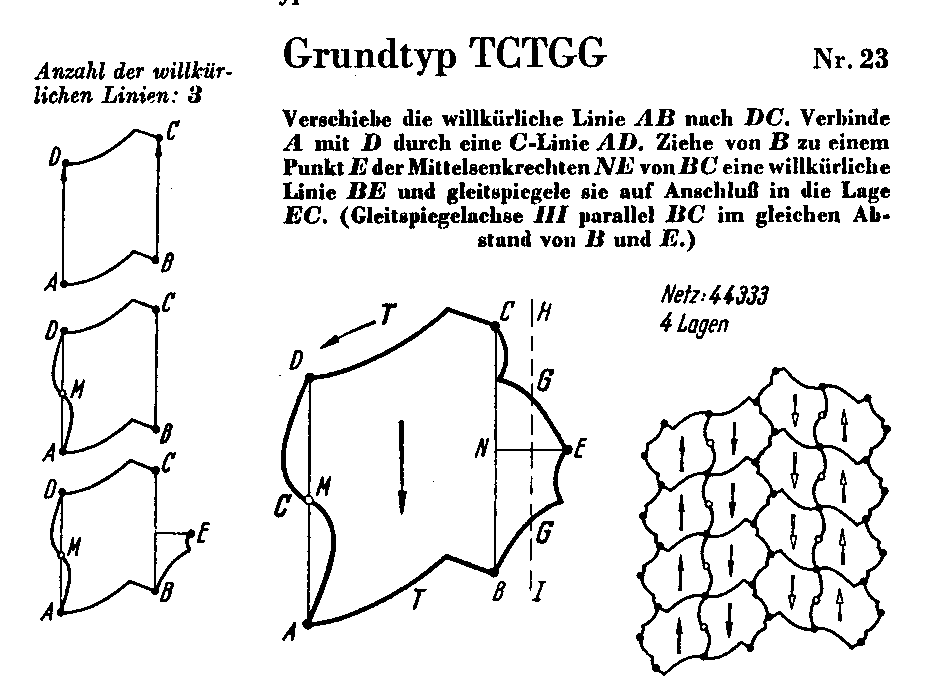 Grundtyp TCTGG
Nr. 23
Anzahl der willkür-
lichen Linien: 3
Verschiebe die willkürliche Linie AB nach DC. Verbinde
A mit D durch eine C-Linie AD. Ziehe von B zu einem
Punkt E der Mittelsenkrechten NE von BC eine willkürliche
Linie BE und gleitspiegele sie auf Anschluß in die Lage
EC. (Gleitspiegelachse III parallel BC im gleichen Ab-
stand von B und E.)
D
C
A
B
D
C
M
A
B
D
C
M
E
A
B
T
C
H
D
G
N
E
C
M
G
A
T
B
I
Netz: 44333
4 Lagen